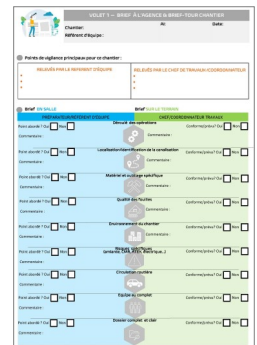 VOLET 1 – BRIEF À L'AGENCE & BRIEF-TOUR CHANTIER
Chantier: At: Date:
Référent d'équipe:
Points de vigilance principaux pour ce chantier :
RELEVÉS PAR LE RÉFÉRENT D'ÉQUIPE
RELEVÉS PAR LE CHEF DE TRAVAUX /COORDONNATEUR
Brief EN SALLE
Brief SUR LE TERRAIN
PRÉPARATEUR/RÉFÉRENT D'ÉQUIPE
CHEF/COORDONNATEUR TRAVAUX
Déroulé des opérations
Point abordé ? Oui Non Conforme/prévu? Oui Non
Commentaire : Commentaire :
Localisation/identification de la canalisation
Point abordé ? Oui Non Conforme/prévu? Oui Non
Commentaire : Commentaire :
Matériel et outillage spécifique
Point abordé ? Oui Non Conforme/prévu? Oui Non
Commentaire : Commentaire :
Qualité des fouilles
Point abordé ? Oui Non Conforme/prévu? Oui Non
Commentaire : Commentaire :
Environnement du chantier
Point abordé ? Oui Non Conforme/prévu? Oui Non
Commentaire : Commentaire :
Risques spécifiques
(amiante, électrique..)
Point abordé ? Oui Non Conforme/prévu? Oui Non
Commentaire :
Circulation routière
Point abordé ? Oui Non Conforme/prévu? Oui Non
Commentaire :
Equipe au complet
Point abordé ? Oui Non Conforme/prévu? Oui Non
Commentaire :
Dossier complet et clair
Point abordé ? Oui Non Conforme/prévu? Oui Non
Commentaire :